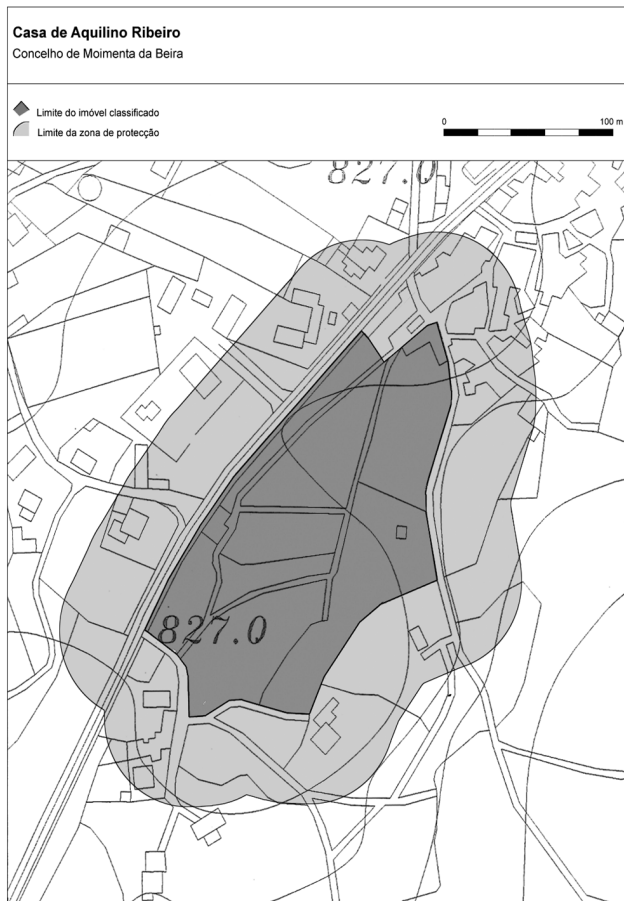 Casa de Aquilino Ribeiro
Concelho de Moimenta da Beira
Limite do imóvel classificado
Limite da zona de protecção
0 100 m
827.0
827.0